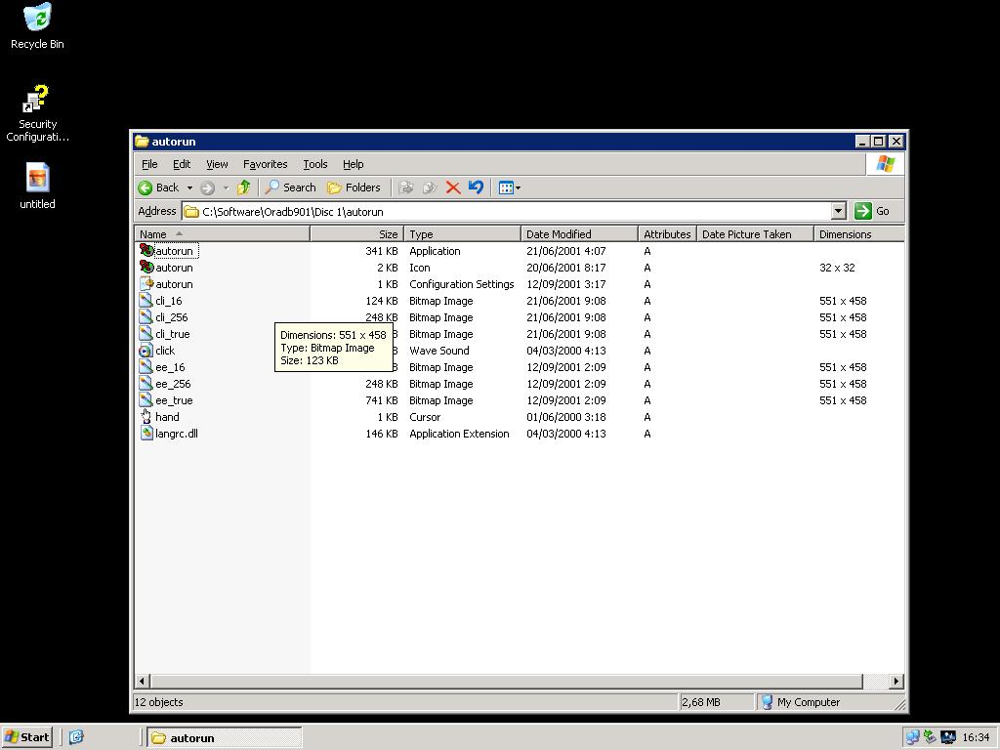 Recycle Bin
Security
Configurati...
untitled
autorun
File Edit View Favorites Tools Help
Back Search Folders
Address C:\Software\Oradb901\Disc 1\autorun Go
Name Size Type Date Modified Attributes Date Picture Taken Dimensions
autorun 341 KB Application 21/06/2001 4:07 A
autorun 2 KB Icon 20/06/2001 8:17 A 32 x 32
autorun 1 KB Configuration Settings 12/09/2001 3:17 A
cli_16 124 KB Bitmap Image 21/06/2001 9:08 A 551 x 458
cli_256 248 KB Bitmap Image 21/06/2001 9:08 A 551 x 458
cli_true B Bitmap Image 21/06/2001 9:08 A 551 x 458
click B Wave Sound 04/03/2000 4:13 A
ee_16 B Bitmap Image 12/09/2001 2:09 A 551 x 458
ee_256 248 KB Bitmap Image 12/09/2001 2:09 A 551 x 458
ee_true 741 KB Bitmap Image 12/09/2001 2:09 A 551 x 458
hand 1 KB Cursor 01/06/2000 3:18 A
langrc.dll 146 KB Application Extension 04/03/2000 4:13 A
Dimensions: 551 x 458
Type: Bitmap Image
Size: 123 KB
12 objects 2,68 MB My Computer
Start autorun 16:34